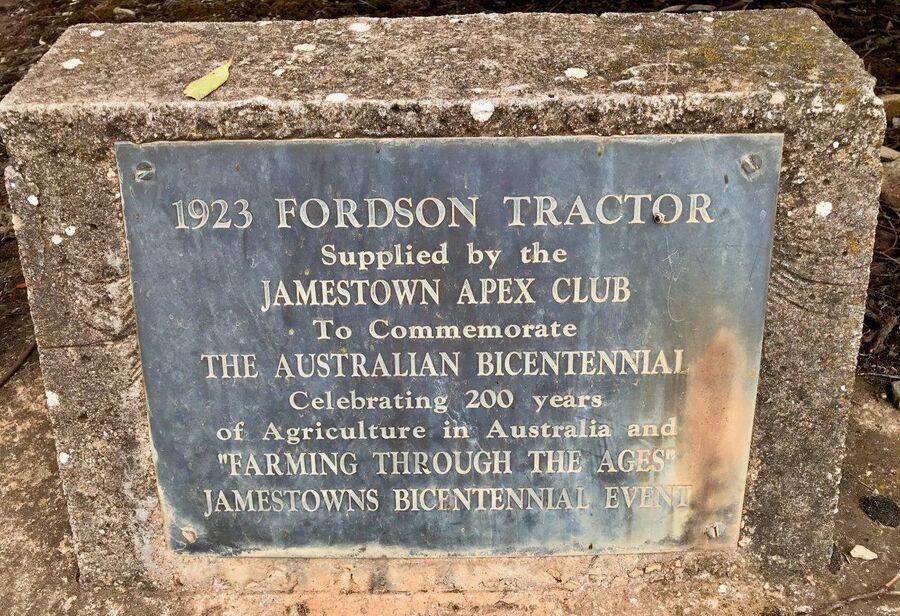 1923 FORDSON TRACTOR
Supplied by the
JAMESTOWN APEX CLUB
To Commemorate
THE AUSTRALIAN BICENTENNIAL
Celebrating 200 years
of Agriculture in Australia and
"FARMING THROUGH THE AGES"
JAMESTOWNS BICENTENNIAL EVENT